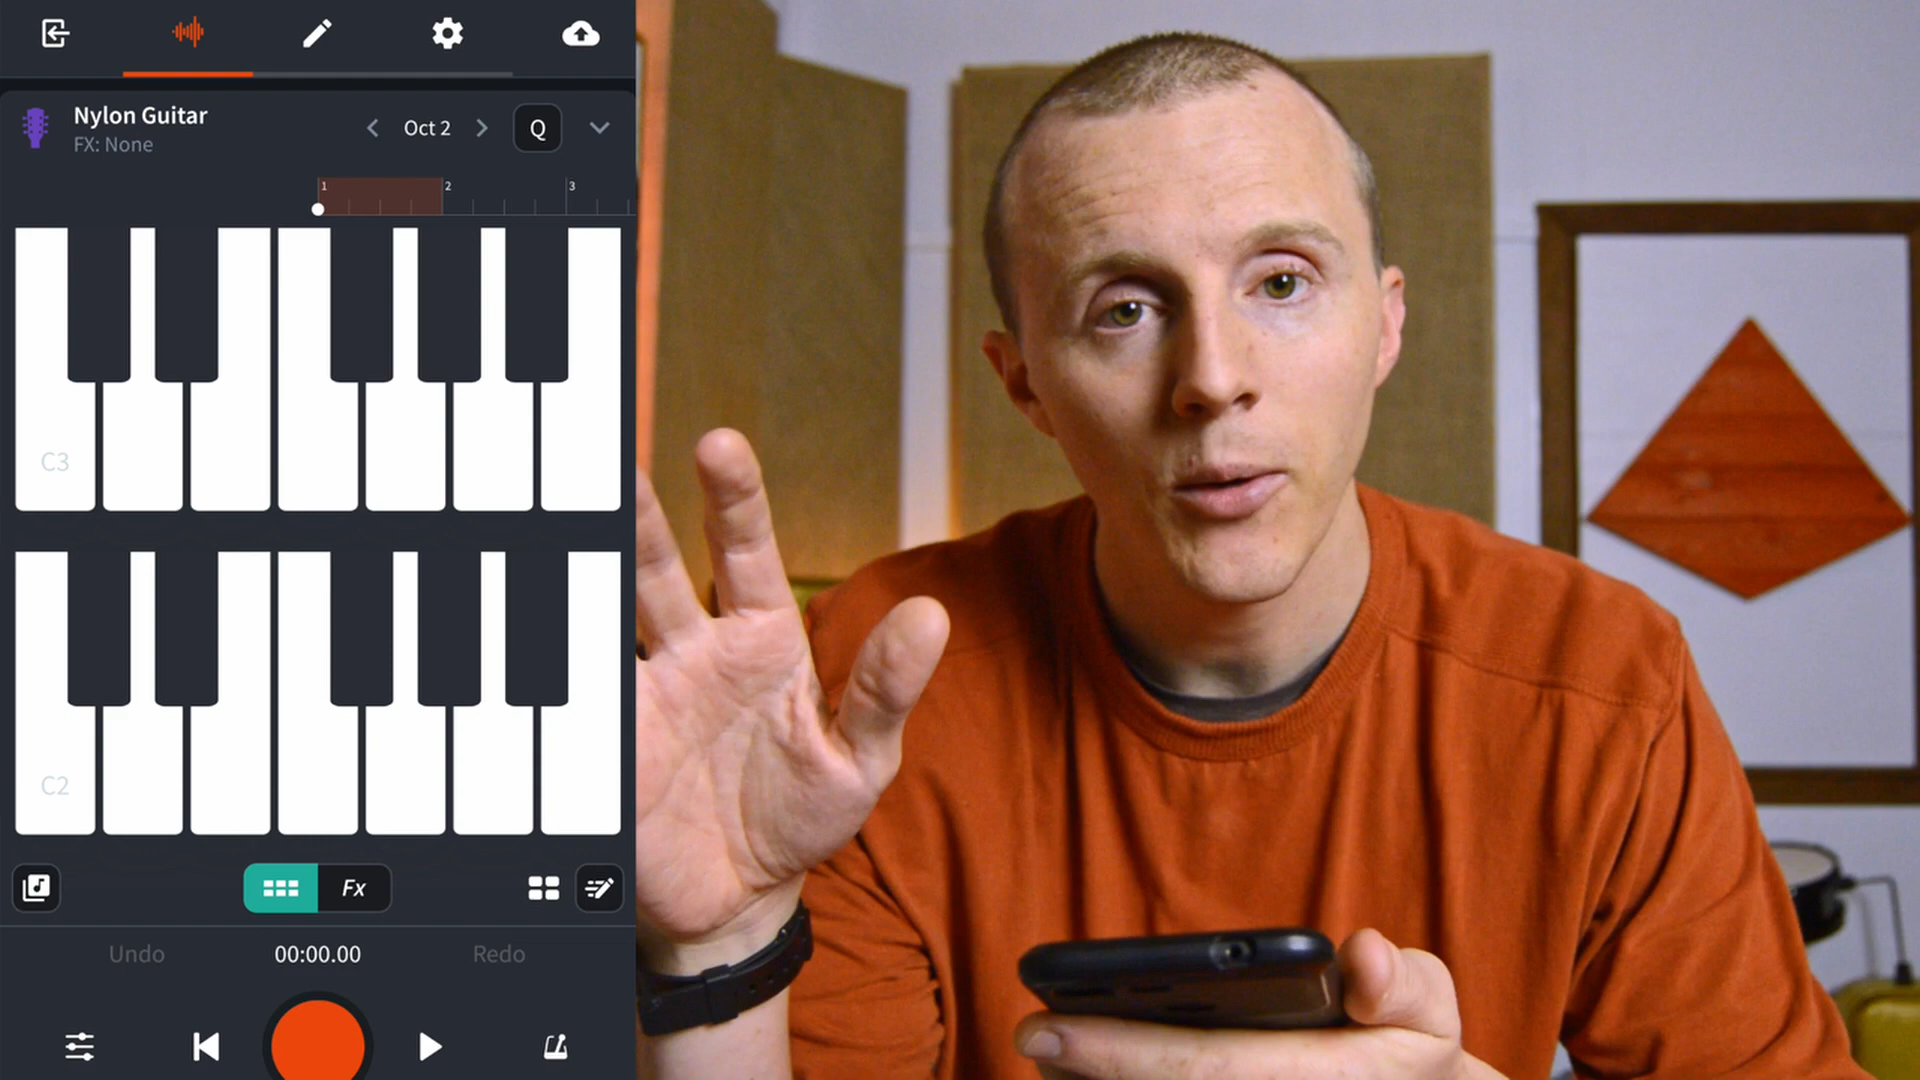 Nylon Guitar
FX: None
Oct 2
Q
1 2 3
C3
C2
Fx
Undo 00:00.00 Redo